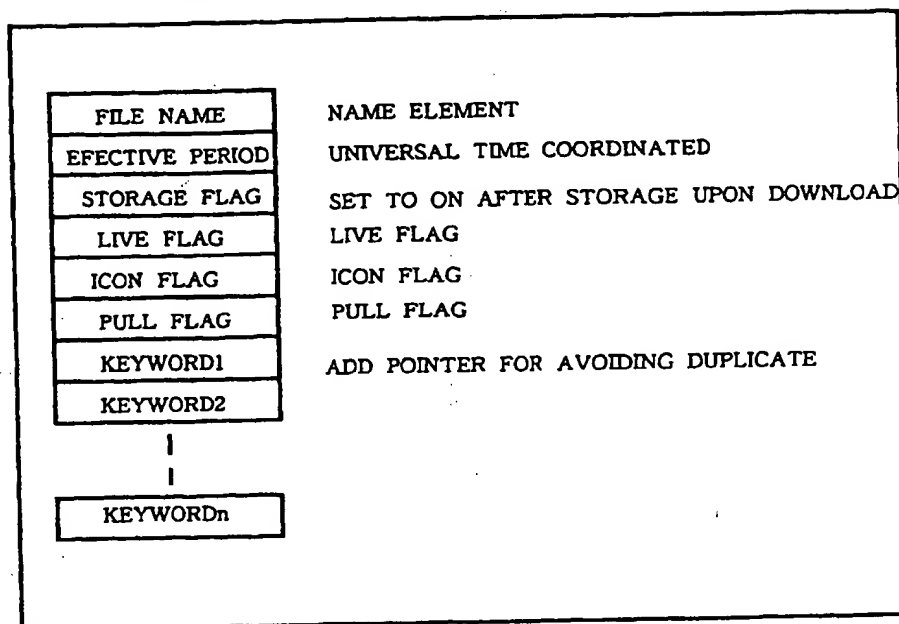 FILE NAME NAME ELEMENT
EFECTIVE PERIOD UNIVERSAL TIME COORDINATED
STORAGE FLAG SET TO ON AFTER STORAGE UPON DOWNLOAD
LIVE FLAG LIVE FLAG
ICON FLAG ICON FLAG
PULL FLAG PULL FLAG
KEYWORD1 ADD POINTER FOR AVOIDING DUPLICATE
KEYWORD2
KEYWORDn